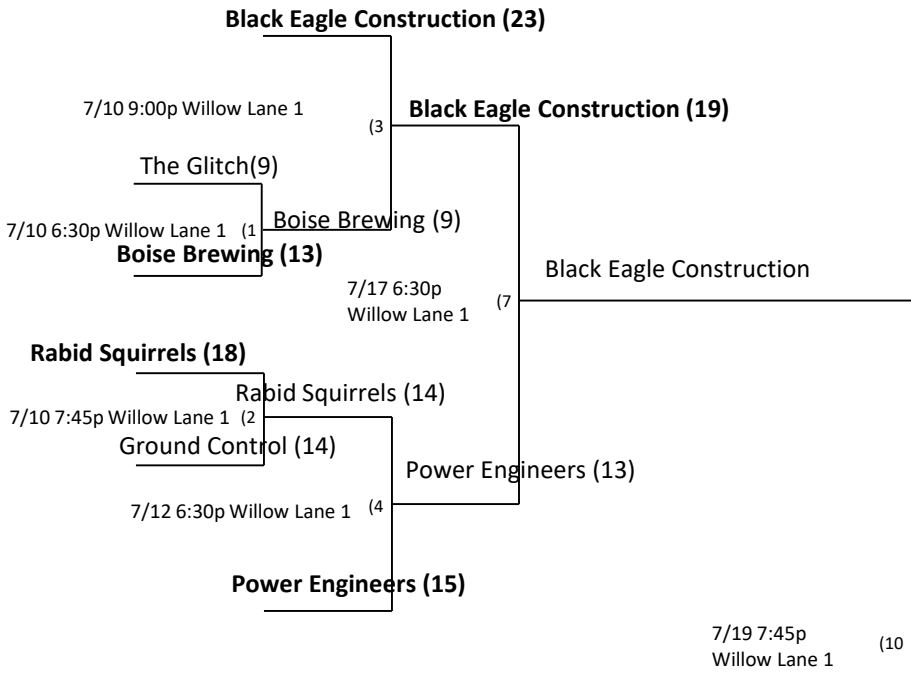 Black Eagle Construction (23)
7/10 9:00p Willow Lane 1
(3
Black Eagle Construction (19)
The Glitch(9)
7/10 6:30p Willow Lane 1
(1
Boise Brewing (9)
Boise Brewing (13)
Black Eagle Construction
7/17 6:30p
Willow Lane 1
(7
Rabid Squirrels (18)
Rabid Squirrels (14)
7/10 7:45p Willow Lane 1
(2
Ground Control (14)
Power Engineers (13)
7/12 6:30p Willow Lane 1
(4
Power Engineers (15)
7/19 7:45p
Willow Lane 1
(10